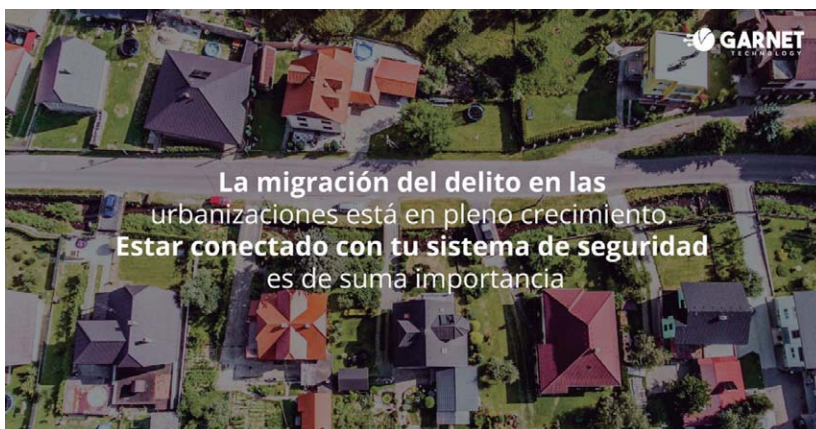 GARNET
TECHNOLOGY
La migración del delito en las
urbanizaciones está en pleno crecimiento.
Estar conectado con tu sistema de seguridad
es de suma importancia